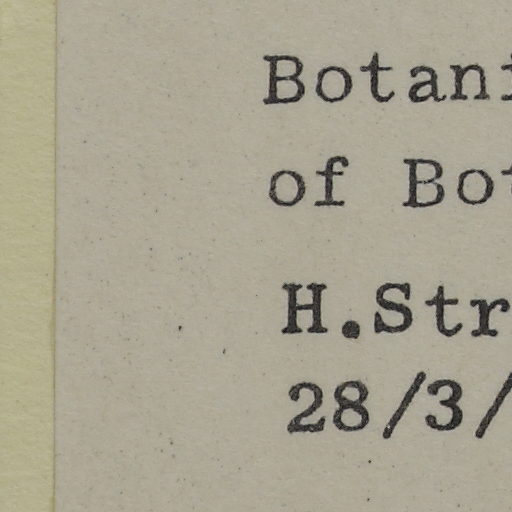 Botani
of Bot
H.Str
28/3/